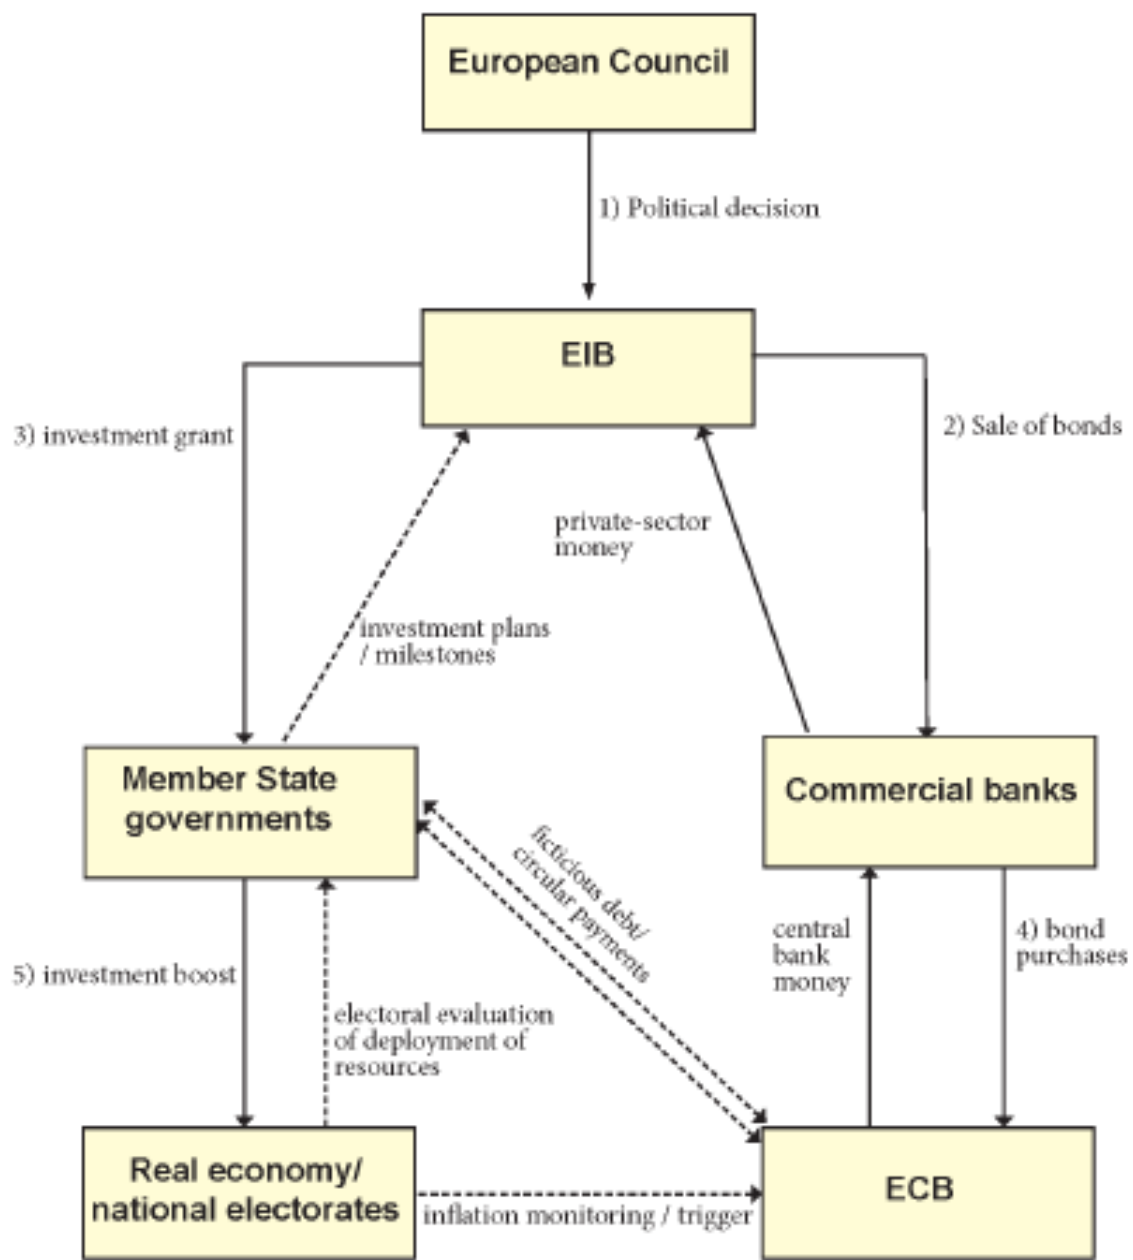 European Council
1) Political decision
EIB
3) investment grant
2) Sale of bonds
private-sector
money
investment plans
/ milestones
Member State
governments
Commercial banks
ficticious debt/
circular payments
central
bank
money
4) bond
purchases
5) investment boost
electoral evaluation
of deployment of
resources
Real economy/
national electorates
ECB
inflation monitoring / trigger